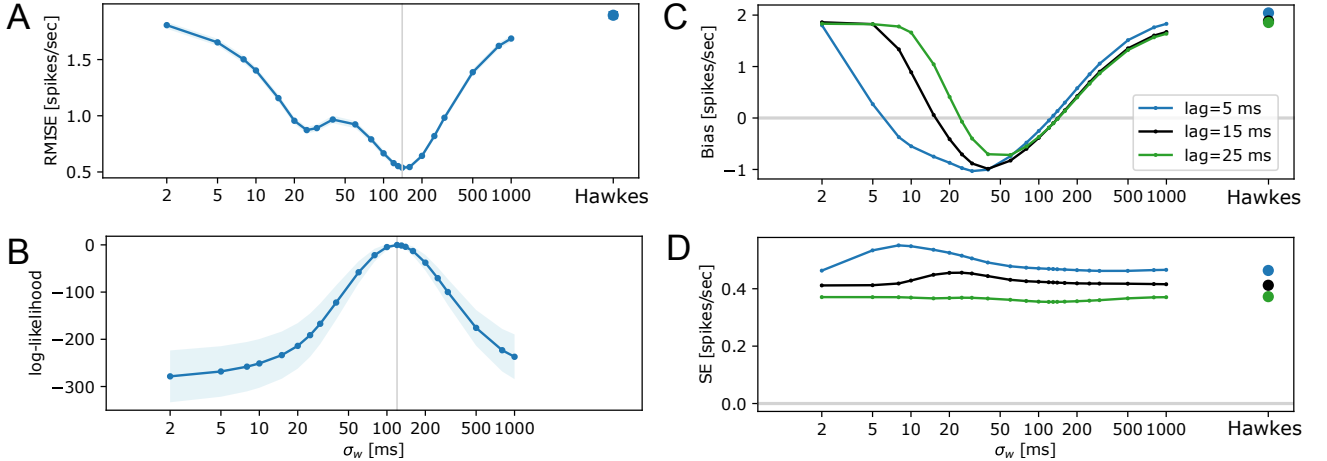 A
RMISE [spikes/sec]
1.5
1.0
0.5
2 5 10 20 50 100 200 500 1000 Hawkes
B
log-likelihood
0
−100
−200
−300
2 5 10 20 50 100 200 500 1000
σw [ms]
C
Bias [spikes/sec]
2
1
0
−1
lag=5 ms
lag=15 ms
lag=25 ms
2 5 10 20 50 100 200 500 1000 Hawkes
D
SE [spikes/sec]
0.4
0.2
0.0
2 5 10 20 50 100 200 500 1000 Hawkes
σw [ms]